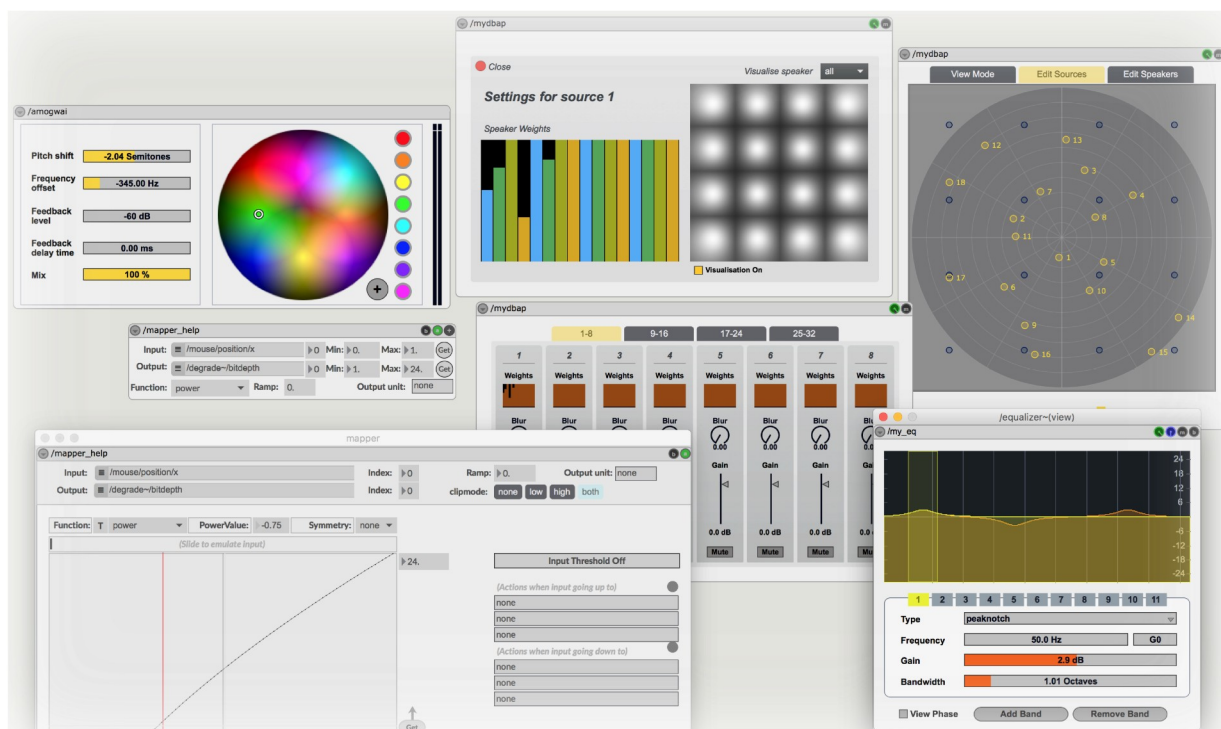 /mydbap
Close
Visualise speaker all
Settings for source 1
Speaker Weights
Visualisation On
/mydbap
View Mode Edit Sources Edit Speakers
12
13
3
18
7
4
2
8
11
1
5
17
6
10
14
9
16
15
/amogwai
Pitch shift -2.04 Semitones
Frequency
offset -345.00 Hz
Feedback
level -60 dB
Feedback
delay time 0.00 ms
Mix 100 %
+
/mapper_help
Input: /mouse/position/x 0 Min: 0. Max: 1. Get
Output: /degrade~/bitdepth 0 Min: 1. Max: 24. Get
Function: power Ramp: 0. Output unit: none
/mydbap
1-8 9-16 17-24 25-32
1 2 3 4 5 6 7 8
Weights Weights Weights Weights Weights Weights Weights Weights
Blur Blur Blur Blur Blur Blur Blur Blur
0.00 0.00 0.00
Gain Gain Gain
0.0 dB 0.0 dB 0.0 dB 0.0
Mute Mute Mute
mapper
/mapper_help
Input: /mouse/position/x Index: 0 Ramp: 0. Output unit: none
Output: /degrade~/bitdepth Index: 0 clipmode: none low high both
Function: T power PowerValue: -0.75 Symmetry: none
(Slide to emulate input)
24.
Input Threshold Off
(Actions when input going up to)
none
none
none
(Actions when input going down to)
none
none
none
Get
/equalizer~(view)
/my_eq
24
18
12
6
-6
-12
-18
-24
1 2 3 4 5 6 7 8 9 10 11
Type peaknotch
Frequency 50.0 Hz G0
Gain 2.9 dB
Bandwidth 1.01 Octaves
View Phase Add Band Remove Band